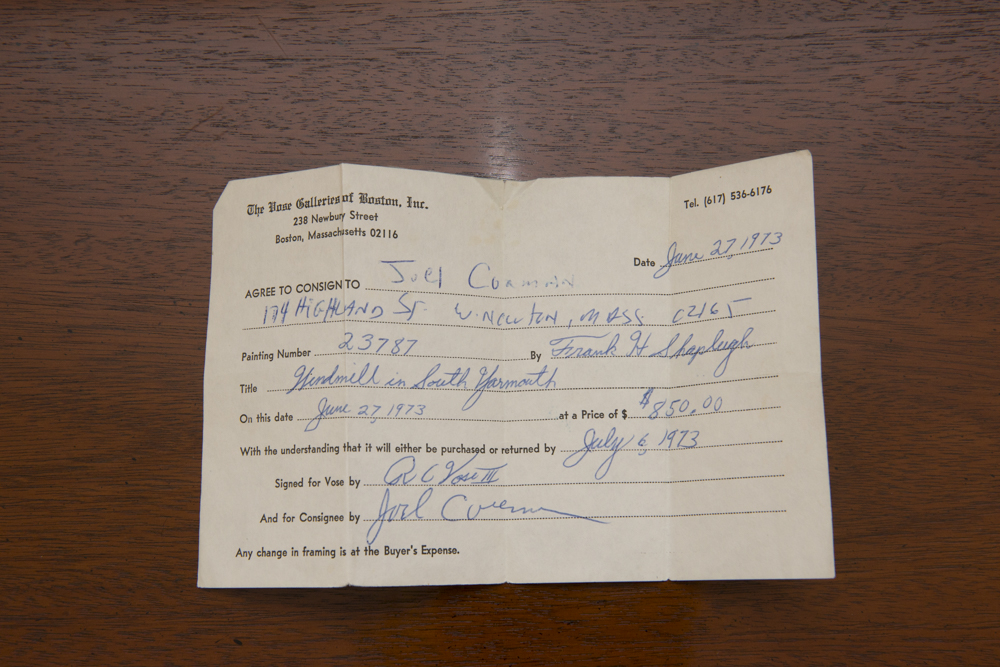 The Vose Galleries of Boston, Inc.
238 Newbury Street
Boston, Massachusetts 02116
Tel. (617) 536-6176
Date June 27, 1973
AGREE TO CONSIGN TO Joel
174 HIGHLAND St. W. NEWTON, MASS 02165
Painting Number 23787 By Frank H Shapleigh
Title Windmill in South Yarmouth
On this date June 27, 1973 at a Price of $ $850.00
With the understanding that it will either be purchased or returned by July 6, 1973
Signed for Vose by R C Vose III
And for Consignee by Joel
Any change in framing is at the Buyer's Expense.